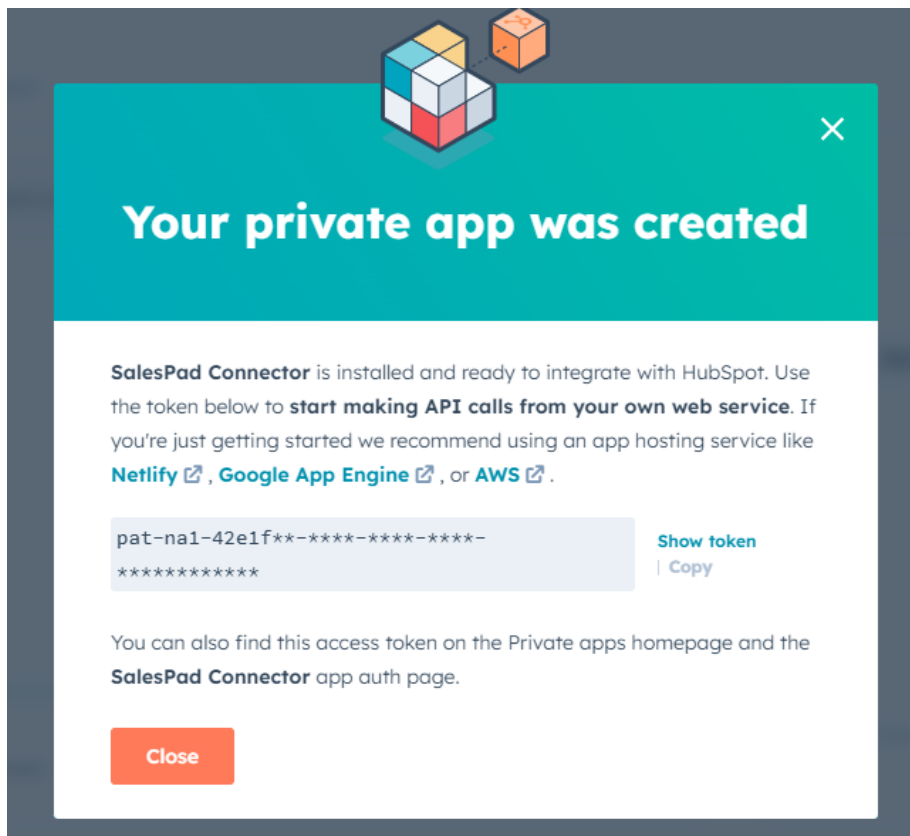 Your private app was created
SalesPad Connector is installed and ready to integrate with HubSpot. Use
the token below to start making API calls from your own web service. If
you're just getting started we recommend using an app hosting service like
Netlify , Google App Engine , or AWS .
pat-na1-42e1f**-****-****-****-
************
Show token
| Copy
You can also find this access token on the Private apps homepage and the
SalesPad Connector app auth page.
Close